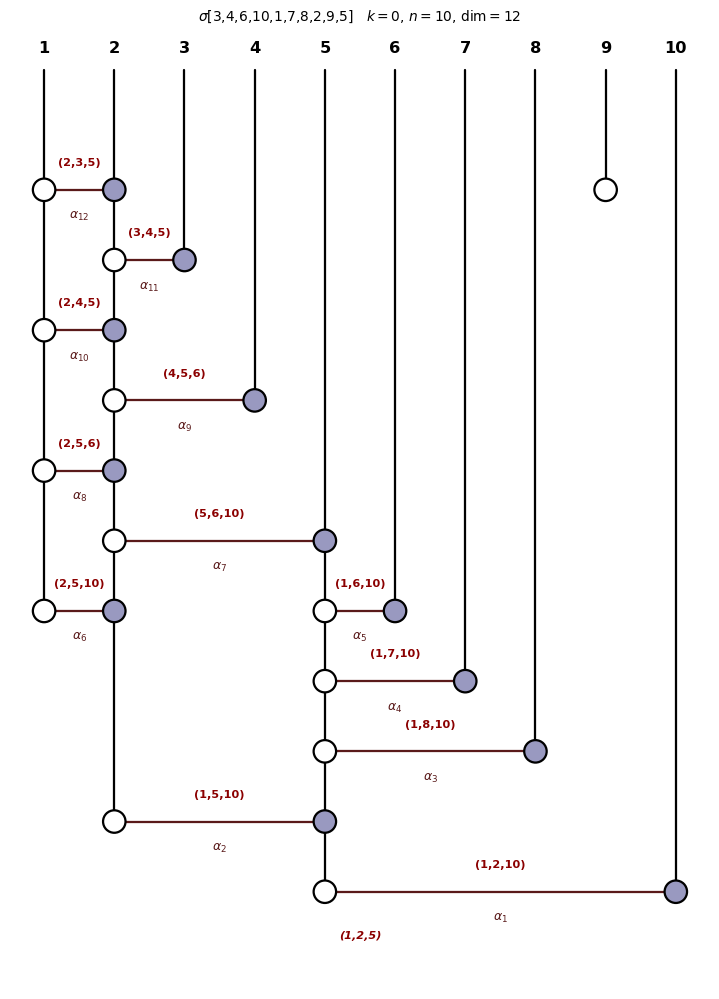 σ[3,4,6,10,1,7,8,2,9,5]   k = 0, n = 10, dim = 12
1 2 3 4 5 6 7 8 9 10
(2,3,5)
α₁₂
(3,4,5)
α₁₁
(2,4,5)
α₁₀
(4,5,6)
α₉
(2,5,6)
α₈
(5,6,10)
α₇
(2,5,10) (1,6,10)
α₆ α₅
(1,7,10)
α₄
(1,8,10)
α₃
(1,5,10)
α₂
(1,2,10)
α₁
(1,2,5)